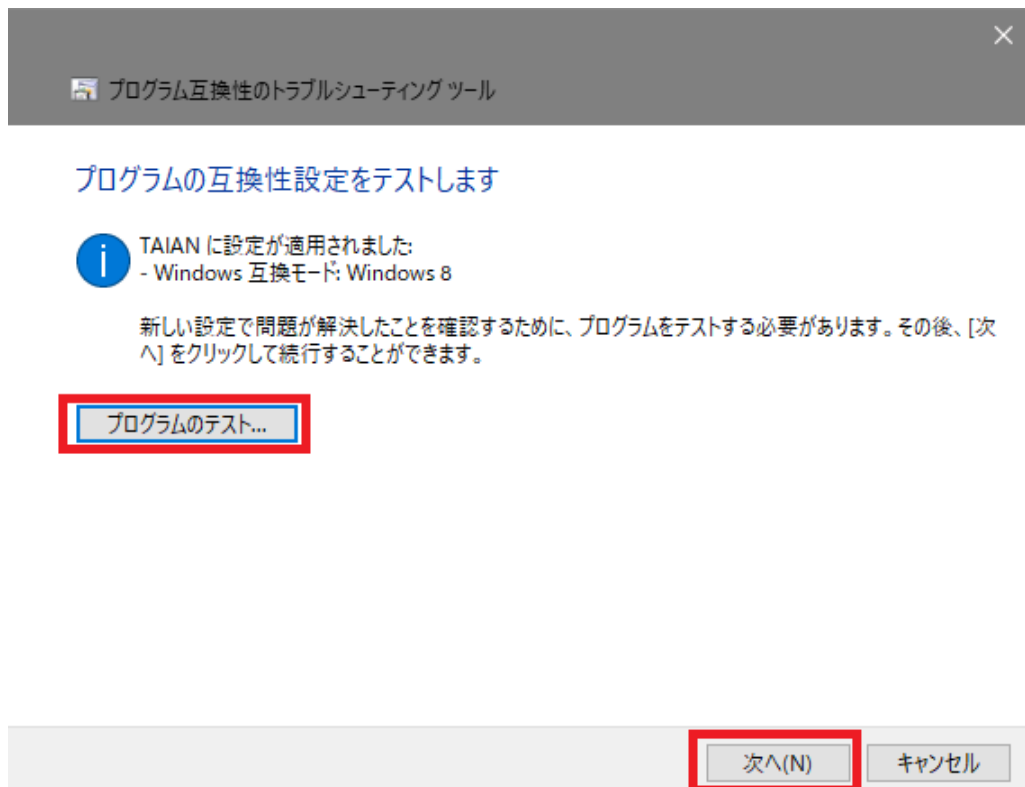 プログラム互換性のトラブルシューティング ツール
プログラムの互換性設定をテストします
TAIAN に設定が適用されました:
- Windows 互換モード: Windows 8
新しい設定で問題が解決したことを確認するために、プログラムをテストする必要があります。その後、[次
へ] をクリックして続行することができます。
プログラムのテスト...
次へ(N)
キャンセル